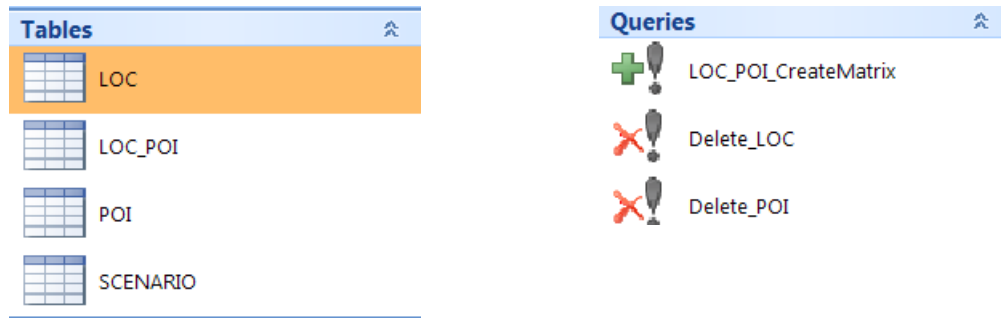 Tables
LOC
LOC_POI
POI
SCENARIO
Queries
LOC_POI_CreateMatrix
Delete_LOC
Delete_POI